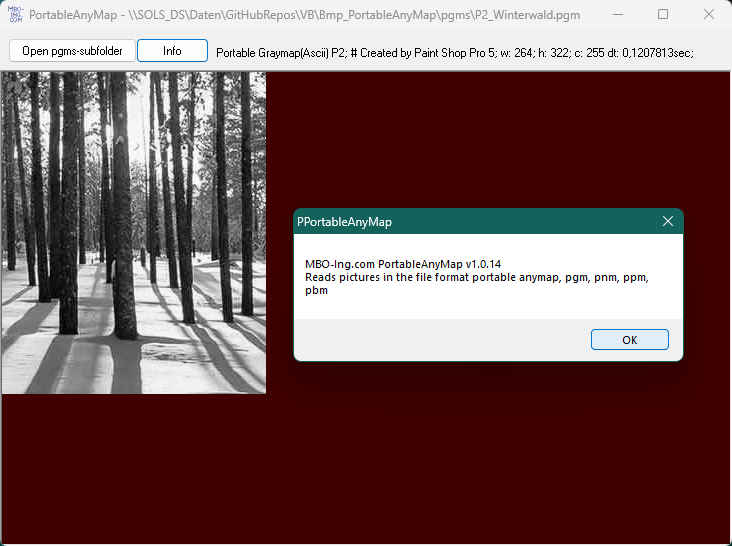 MBO-
ING.
COM
PortableAnyMap - \\SOLS_DS\Daten\GitHubRepos\VB\Bmp_PortableAnyMap\pgms\P2_Winterwald.pgm
Open pgms-subfolder
Info
Portable Graymap(Ascii) P2; # Created by Paint Shop Pro 5; w: 264; h: 322; c: 255 dt: 0,1207813sec;
PPortableAnyMap
MBO-Ing.com PortableAnyMap v1.0.14
Reads pictures in the file format portable anymap, pgm, pnm, ppm,
pbm
OK